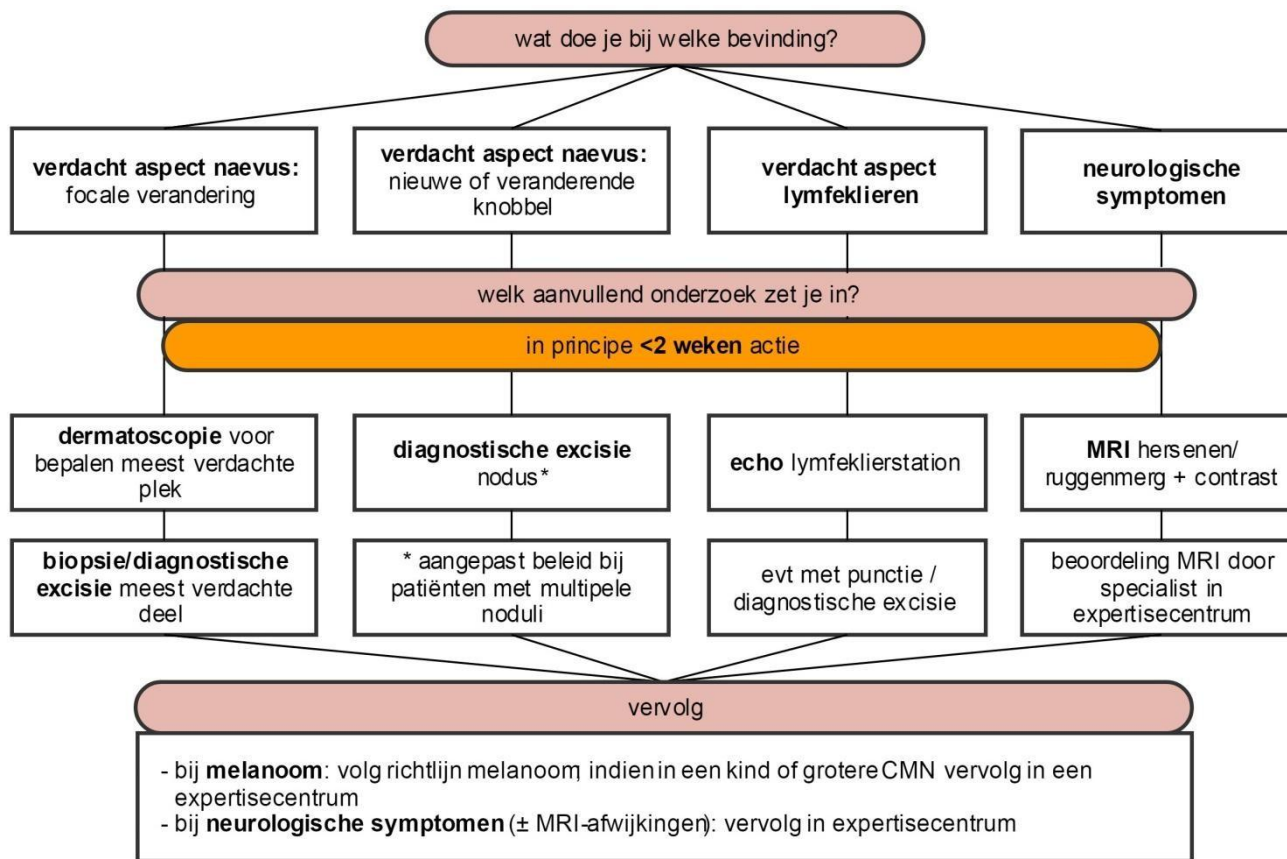 wat doe je bij welke bevinding?
verdacht aspect naevus:
focale verandering
verdacht aspect naevus:
nieuwe of veranderende
knobbel
verdacht aspect
lymfeklieren
neurologische
symptomen
welk aanvullend onderzoek zet je in?
in principe <2 weken actie
dermatoscopie voor
bepalen meest verdachte
plek
diagnostische excisie
nodus*
echo lymfeklierstation
MRI hersenen/
ruggenmerg + contrast
biopsie/diagnostische
excisie meest verdachte
deel
* aangepast beleid bij
patiënten met multipele
noduli
evt met punctie /
diagnostische excisie
beoordeling MRI door
specialist in
expertisecentrum
vervolg
- bij melanoom: volg richtlijn melanoom; indien in een kind of grotere CMN vervolg in een
expertisecentrum
- bij neurologische symptomen (± MRI-afwijkingen): vervolg in expertisecentrum